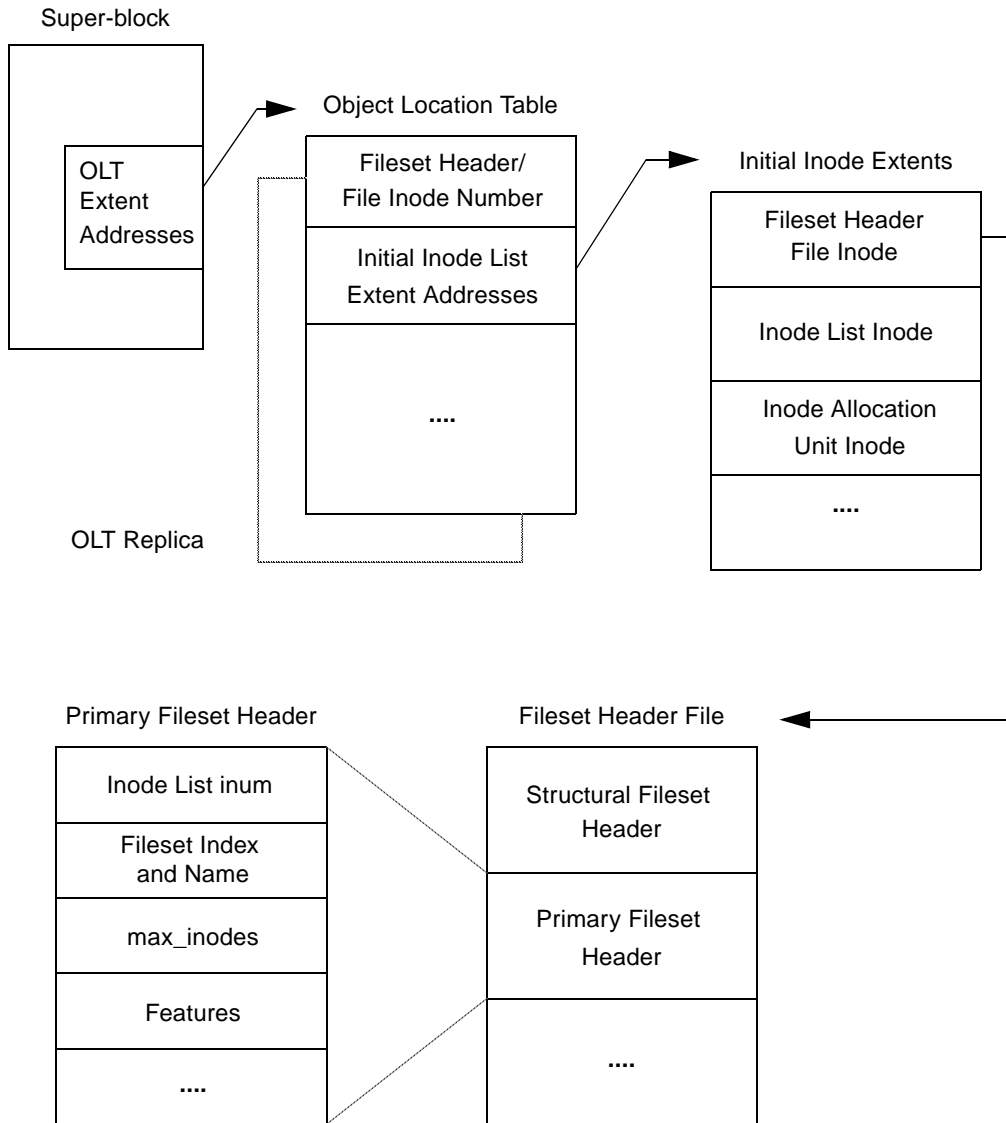 Super-block
OLT
Extent
Addresses
Object Location Table
Fileset Header/
File Inode Number
Initial Inode List
Extent Addresses
....
OLT Replica
Initial Inode Extents
Fileset Header
File Inode
Inode List Inode
Inode Allocation
Unit Inode
....
Primary Fileset Header
Inode List inum
Fileset Index
and Name
max_inodes
Features
....
Fileset Header File
Structural Fileset
Header
Primary Fileset
Header
....